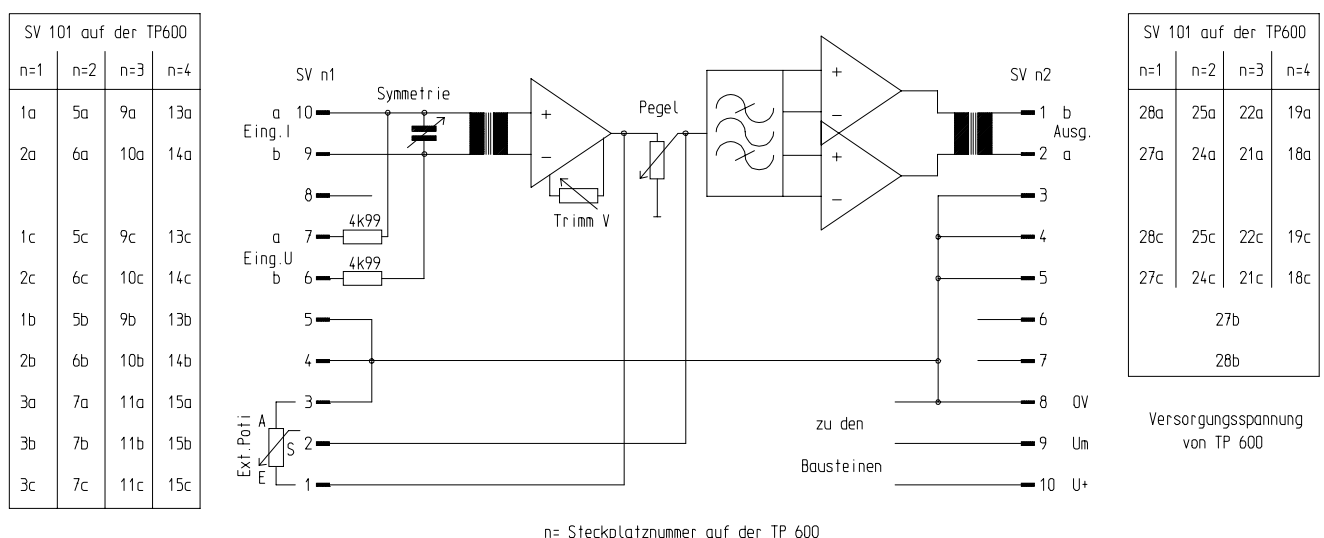 SV 101 auf der TP600
n=1 n=2 n=3 n=4
1a 5a 9a 13a
2a 6a 10a 14a
1c 5c 9c 13c
2c 6c 10c 14c
1b 5b 9b 13b
2b 6b 10b 14b
3a 7a 11a 15a
3b 7b 11b 15b
3c 7c 11c 15c
SV n1
a 10
Eing.I
b 9
8
a 7
Eing.U
b 6
5
4
3
2
1
Ext.Poti
A
S
E
Symmetrie
4k99
4k99
+
−
Trimm V
Pegel
+
−
+
−
SV n2
1 b
Ausg.
2 a
3
4
5
6
7
8 0V
9 Um
10 U+
zu den
Bausteinen
SV 101 auf der TP600
n=1 n=2 n=3 n=4
28a 25a 22a 19a
27a 24a 21a 18a
28c 25c 22c 19c
27c 24c 21c 18c
27b
28b
Versorgungsspannung
von TP 600
n= Steckplatznummer auf der TP 600